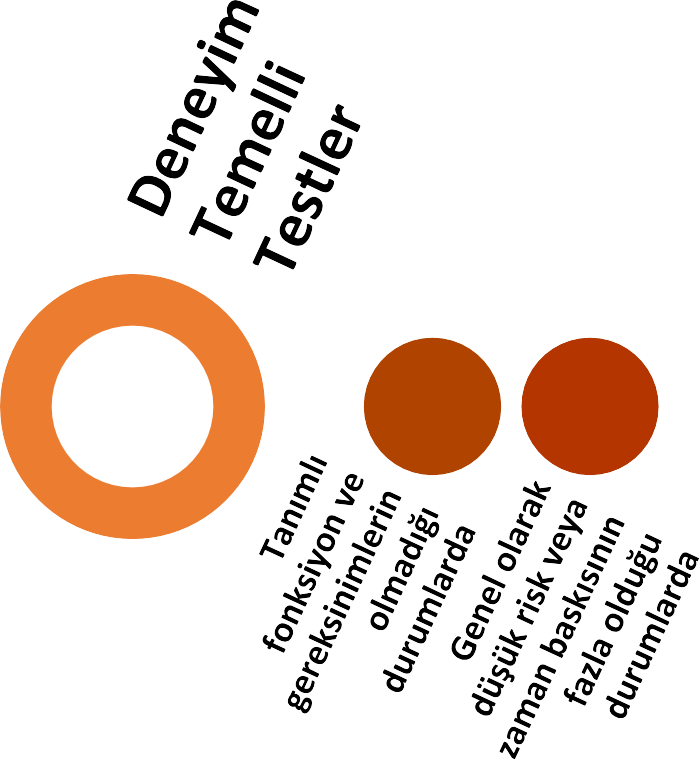 Deneyim
Temelli
Testler
Tanımlı
fonksiyon ve
gereksinimlerin
olmadığı
durumlarda
Genel olarak
düşük risk veya
zaman baskısının
fazla olduğu
durumlarda